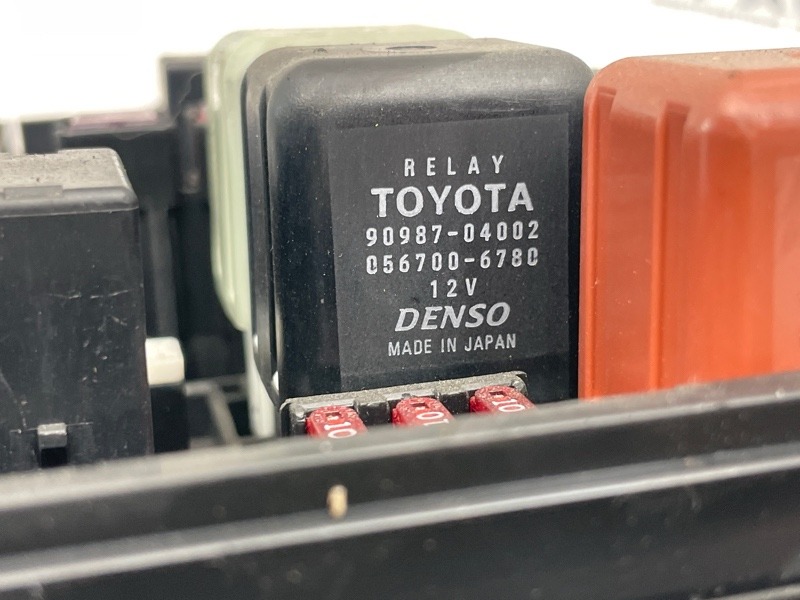 RELAY
TOYOTA
90987-04002
056700-6780
12V
DENSO
MADE IN JAPAN
10
10
10